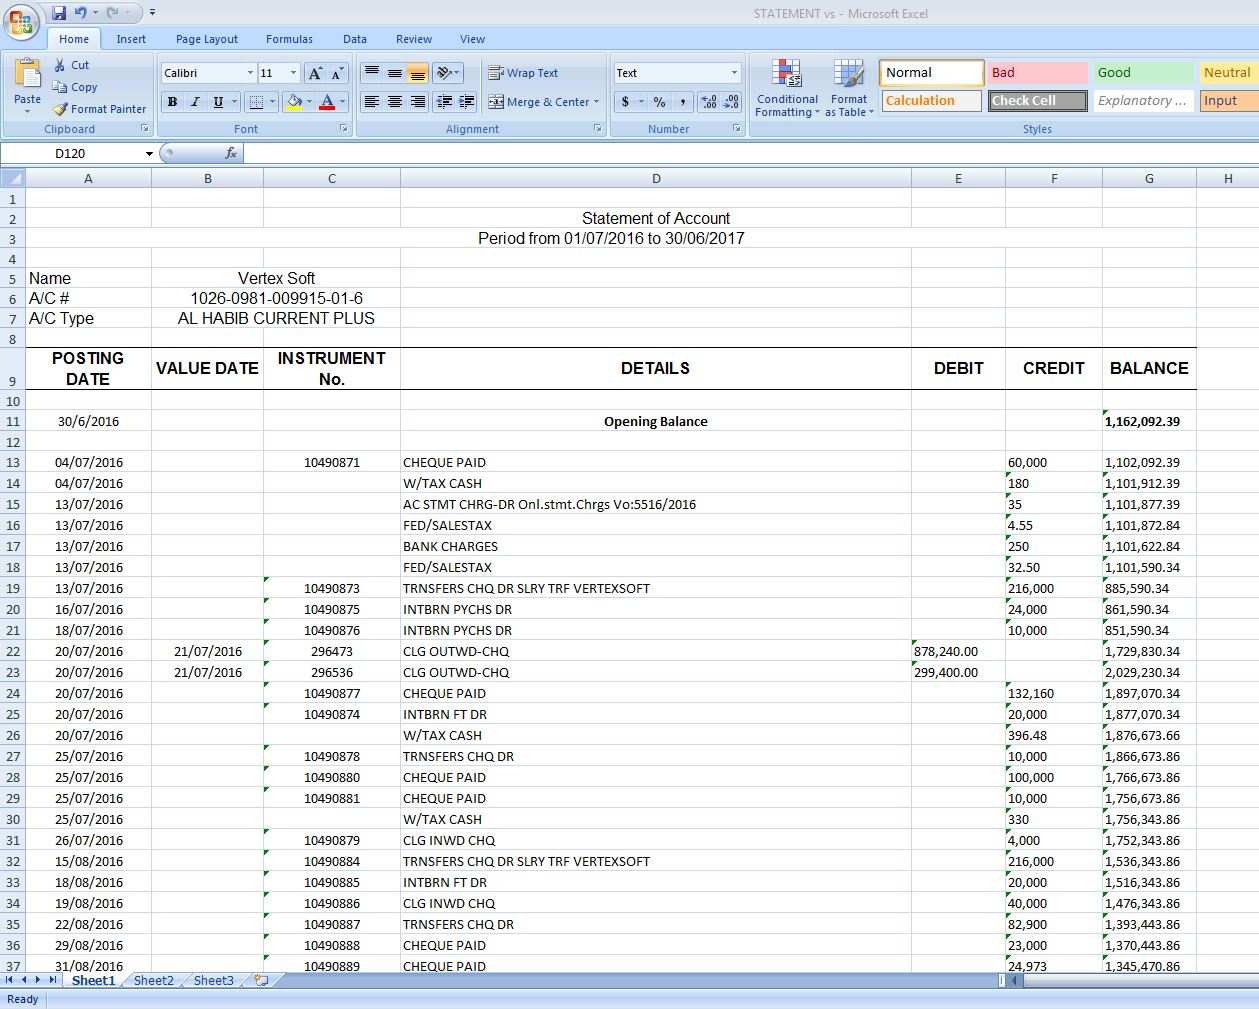 STATEMENT vs - Microsoft Excel
Home Insert Page Layout Formulas Data Review View
Paste Cut Copy Format Painter Clipboard
Calibri 11 A A B I U A Font
Wrap Text Merge & Center Alignment
Text $ % , .00 .00 Number
Conditional Formatting Format as Table
Normal Bad Good Neutral
Calculation Check Cell Explanatory ... Input
Styles
D120 fx
A B C D E F G H
1
2 Statement of Account
3 Period from 01/07/2016 to 30/06/2017
4
5 Name Vertex Soft
6 A/C # 1026-0981-009915-01-6
7 A/C Type AL HABIB CURRENT PLUS
8
9 POSTING DATE VALUE DATE INSTRUMENT No. DETAILS DEBIT CREDIT BALANCE
10
11 30/6/2016 Opening Balance 1,162,092.39
12
13 04/07/2016 10490871 CHEQUE PAID 60,000 1,102,092.39
14 04/07/2016 W/TAX CASH 180 1,101,912.39
15 13/07/2016 AC STMT CHRG-DR Onl.stmt.Chrgs Vo:5516/2016 35 1,101,877.39
16 13/07/2016 FED/SALESTAX 4.55 1,101,872.84
17 13/07/2016 BANK CHARGES 250 1,101,622.84
18 13/07/2016 FED/SALESTAX 32.50 1,101,590.34
19 13/07/2016 10490873 TRNSFERS CHQ DR SLRY TRF VERTEXSOFT 216,000 885,590.34
20 16/07/2016 10490875 INTBRN PYCHS DR 24,000 861,590.34
21 18/07/2016 10490876 INTBRN PYCHS DR 10,000 851,590.34
22 20/07/2016 21/07/2016 296473 CLG OUTWD-CHQ 878,240.00 1,729,830.34
23 20/07/2016 21/07/2016 296536 CLG OUTWD-CHQ 299,400.00 2,029,230.34
24 20/07/2016 10490877 CHEQUE PAID 132,160 1,897,070.34
25 20/07/2016 10490874 INTBRN FT DR 20,000 1,877,070.34
26 20/07/2016 W/TAX CASH 396.48 1,876,673.66
27 25/07/2016 10490878 TRNSFERS CHQ DR 10,000 1,866,673.86
28 25/07/2016 10490880 CHEQUE PAID 100,000 1,766,673.86
29 25/07/2016 10490881 CHEQUE PAID 10,000 1,756,673.86
30 25/07/2016 W/TAX CASH 330 1,756,343.86
31 26/07/2016 10490879 CLG INWD CHQ 4,000 1,752,343.86
32 15/08/2016 10490884 TRNSFERS CHQ DR SLRY TRF VERTEXSOFT 216,000 1,536,343.86
33 18/08/2016 10490885 INTBRN FT DR 20,000 1,516,343.86
34 19/08/2016 10490886 CLG INWD CHQ 40,000 1,476,343.86
35 22/08/2016 10490887 TRNSFERS CHQ DR 82,900 1,393,443.86
36 29/08/2016 10490888 CHEQUE PAID 23,000 1,370,443.86
37 31/08/2016 10490889 CHEQUE PAID 24,973 1,345,470.86
Sheet1 Sheet2 Sheet3
Ready